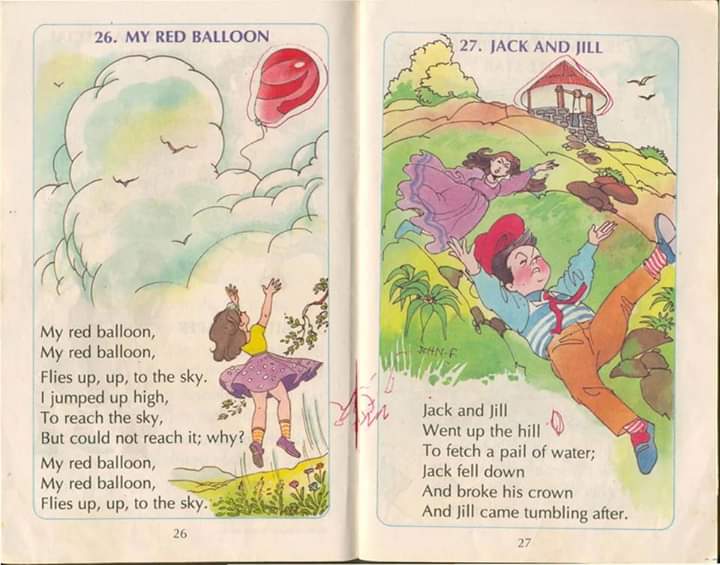 26. MY RED BALLOON
My red balloon,
My red balloon,
Flies up, up, to the sky.
I jumped up high,
To reach the sky,
But could not reach it; why?
My red balloon,
My red balloon,
Flies up, up, to the sky.
26
27. JACK AND JILL
JOHN-F
Jack and Jill
Went up the hill
To fetch a pail of water;
Jack fell down
And broke his crown
And Jill came tumbling after.
27